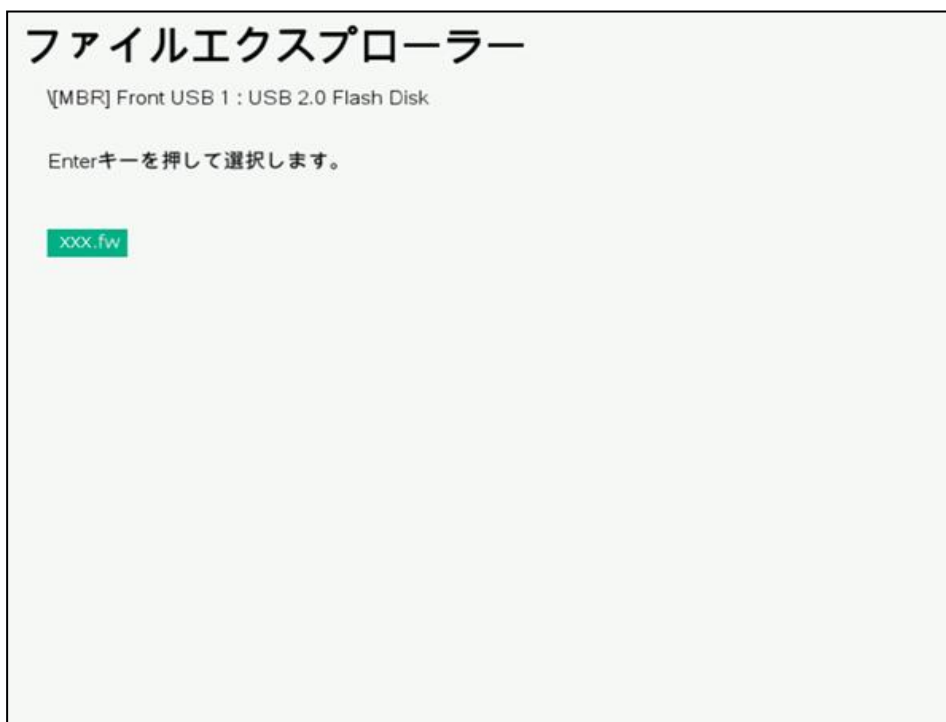 ファイルエクスプローラー
\[MBR] Front USB 1 : USB 2.0 Flash Disk
Enterキーを押して選択します。
xxx.fw